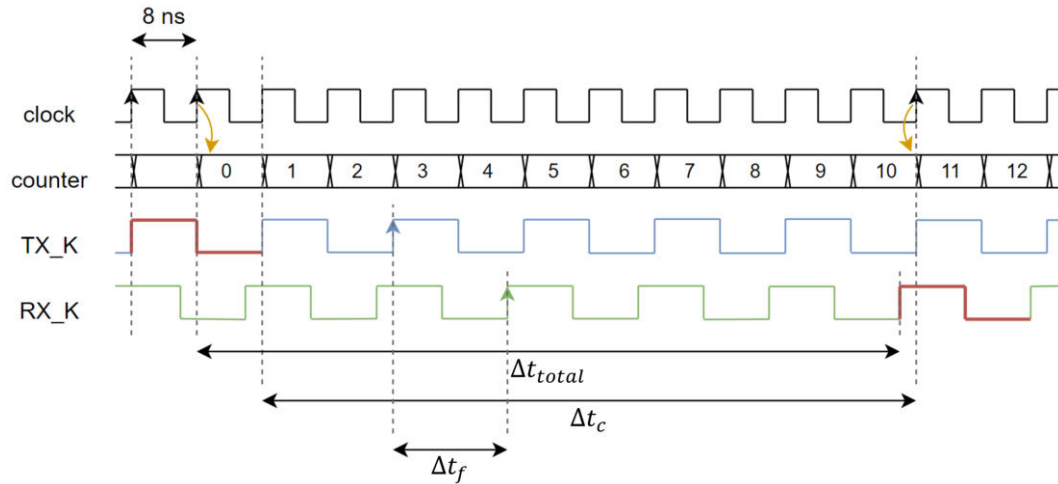 8 ns
clock
counter 0 1 2 3 4 5 6 7 8 9 10 11 12
TX_K
RX_K
Δt_total
Δt_c
Δt_f